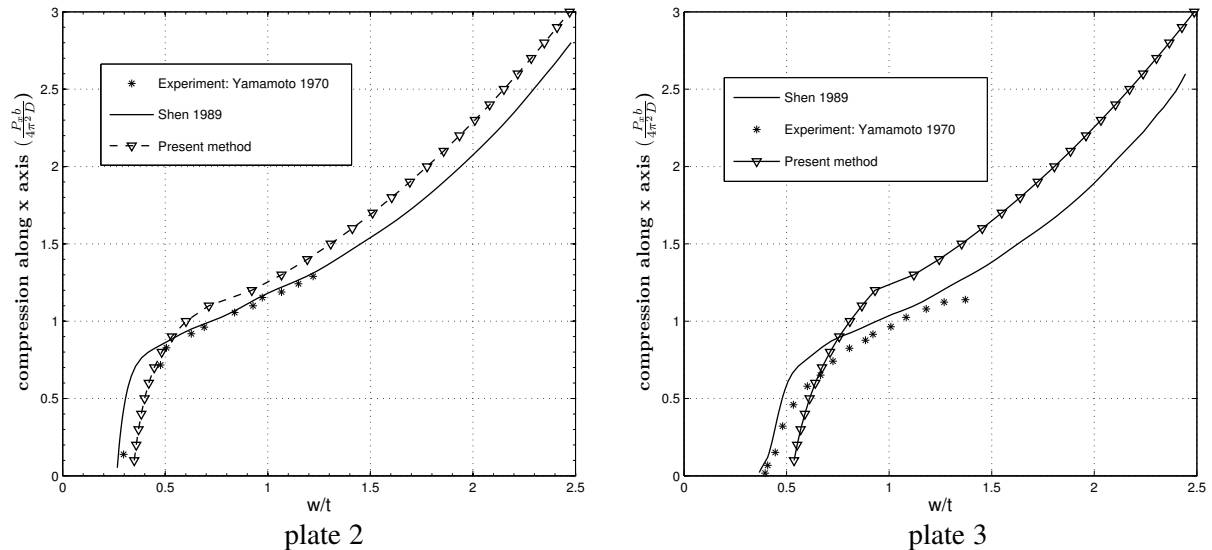 3
2.5
2
1.5
1
0.5
0
compression along x axis (P_x b / 4π²D)
Experiment: Yamamoto 1970
Shen 1989
Present method
0 0.5 1 1.5 2 2.5
w/t
plate 2
3
2.5
2
1.5
1
0.5
0
compression along x axis (P_x b / 4π²D)
Shen 1989
Experiment: Yamamoto 1970
Present method
0 0.5 1 1.5 2 2.5
w/t
plate 3